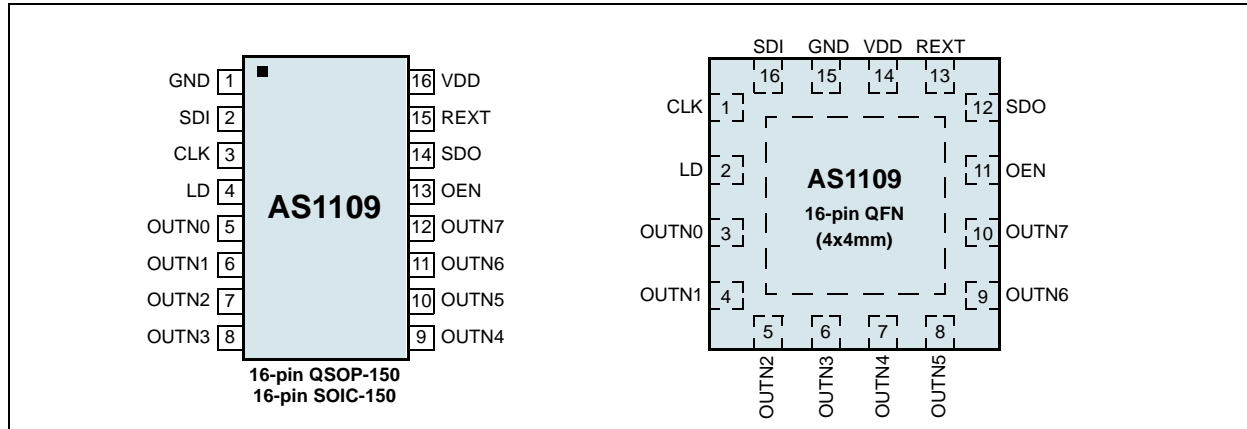 GND 1
SDI 2
CLK 3
LD 4
OUTN0 5
OUTN1 6
OUTN2 7
OUTN3 8
AS1109
16 VDD
15 REXT
14 SDO
13 OEN
12 OUTN7
11 OUTN6
10 OUTN5
9 OUTN4
16-pin QSOP-150
16-pin SOIC-150
SDI GND VDD REXT
16 15 14 13
CLK 1
LD 2
OUTN0 3
OUTN1 4
AS1109
16-pin QFN
(4x4mm)
12 SDO
11 OEN
10 OUTN7
9 OUTN6
5 6 7 8
OUTN2
OUTN3
OUTN4
OUTN5